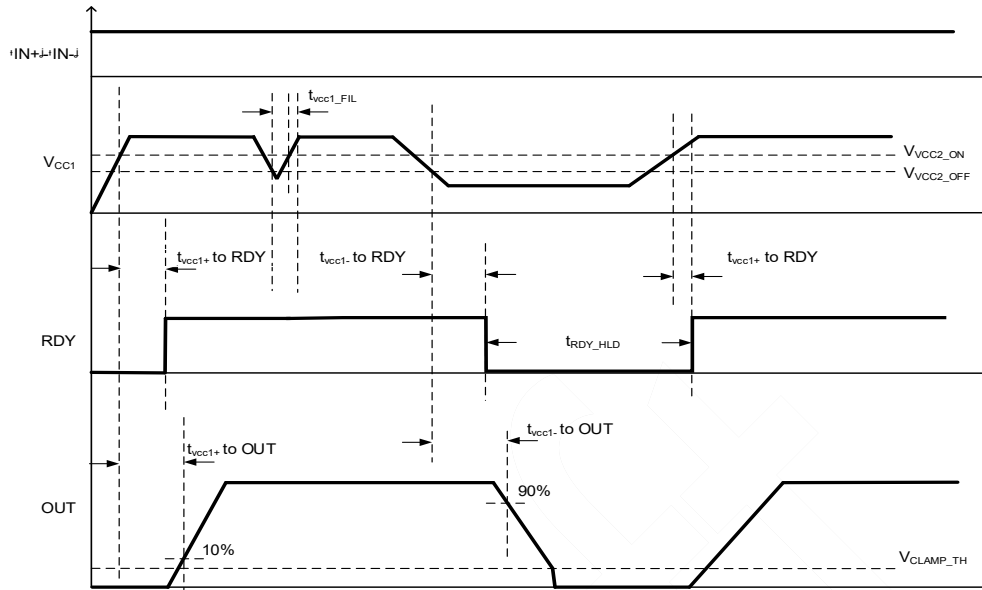 (IN+)-(IN-)
tvcc1_FIL
VCC1
VVCC2_ON
VVCC2_OFF
tvcc1+ to RDY
tvcc1- to RDY
tvcc1+ to RDY
RDY
tRDY_HLD
tvcc1+ to OUT
tvcc1- to OUT
OUT
90%
10%
VCLAMP_TH